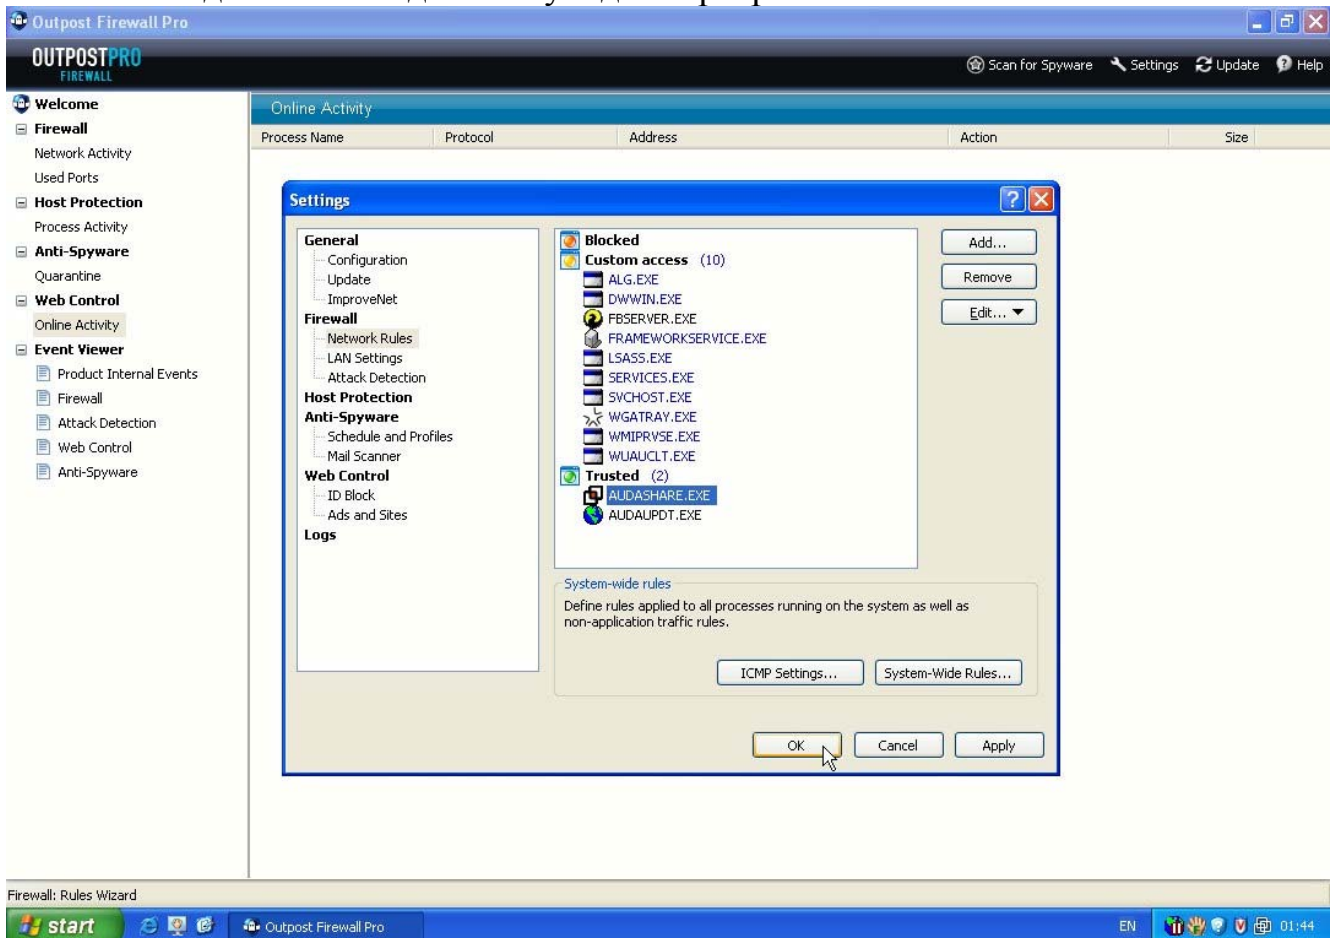 Outpost Firewall Pro
OUTPOSTPRO
FIREWALL
Scan for Spyware Settings Update Help
Welcome
Firewall
Network Activity
Used Ports
Host Protection
Process Activity
Anti-Spyware
Quarantine
Web Control
Online Activity
Event Viewer
Product Internal Events
Firewall
Attack Detection
Web Control
Anti-Spyware
Online Activity
Process Name Protocol Address Action Size
Settings
General
Configuration
Update
ImproveNet
Firewall
Network Rules
LAN Settings
Attack Detection
Host Protection
Anti-Spyware
Schedule and Profiles
Mail Scanner
Web Control
ID Block
Ads and Sites
Logs
Blocked
Custom access (10)
ALG.EXE
DWWIN.EXE
FBSERVER.EXE
FRAMEWORKSERVICE.EXE
LSASS.EXE
SERVICES.EXE
SVCHOST.EXE
WGATRAY.EXE
WMIPRVSE.EXE
WUAUCLT.EXE
Trusted (2)
AUDASHARE.EXE
AUDAUPDT.EXE
Add...
Remove
Edit...
System-wide rules
Define rules applied to all processes running on the system as well as
non-application traffic rules.
ICMP Settings... System-Wide Rules...
OK Cancel Apply
Firewall: Rules Wizard
start Outpost Firewall Pro EN 01:44